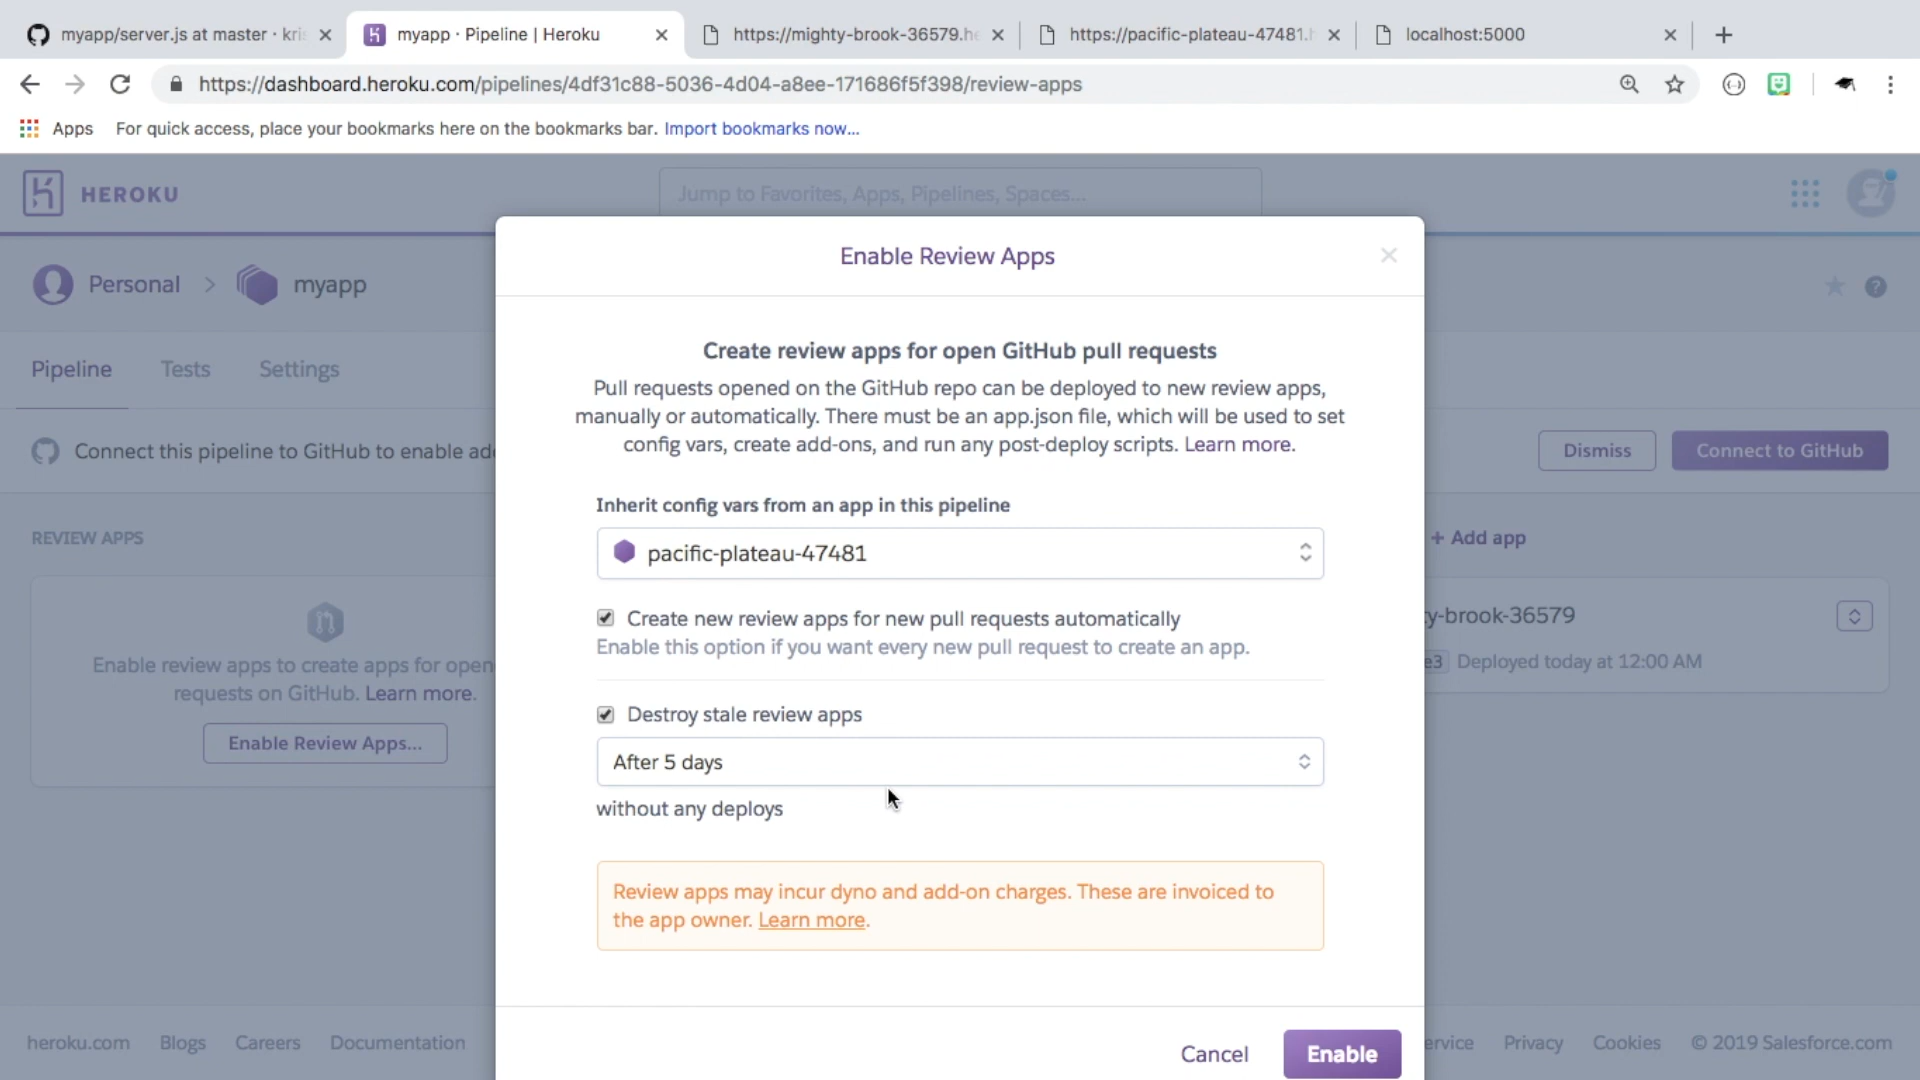 myapp/server.js at master · kris
myapp · Pipeline | Heroku
https://mighty-brook-36579.he
https://pacific-plateau-47481.h
localhost:5000
https://dashboard.heroku.com/pipelines/4df31c88-5036-4d04-a8ee-171686f5f398/review-apps
Apps
For quick access, place your bookmarks here on the bookmarks bar. Import bookmarks now...
HEROKU
Jump to Favorites, Apps, Pipelines, Spaces...
Enable Review Apps
Personal > myapp
Create review apps for open GitHub pull requests
Pipeline
Tests
Settings
Pull requests opened on the GitHub repo can be deployed to new review apps,
manually or automatically. There must be an app.json file, which will be used to set
config vars, create add-ons, and run any post-deploy scripts. Learn more.
Connect this pipeline to GitHub to enable
Dismiss
Connect to GitHub
Inherit config vars from an app in this pipeline
pacific-plateau-47481
REVIEW APPS
+ Add app
Create new review apps for new pull requests automatically
Enable this option if you want every new pull request to create an app.
Enable review apps to create apps for open
requests on GitHub. Learn more.
Enable Review Apps...
y-brook-36579
e3 Deployed today at 12:00 AM
Destroy stale review apps
After 5 days
without any deploys
Review apps may incur dyno and add-on charges. These are invoiced to
the app owner. Learn more.
Cancel
Enable
heroku.com
Blogs
Careers
Documentation
ervice
Privacy
Cookies
© 2019 Salesforce.com